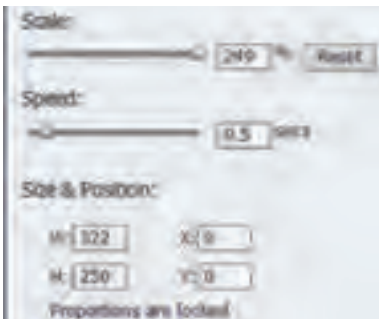 Scale:
249 % Reset
Speed:
0.5 secs
Size & Position:
W: 322 X: 0
H: 250 Y: 0
Proportions are locked